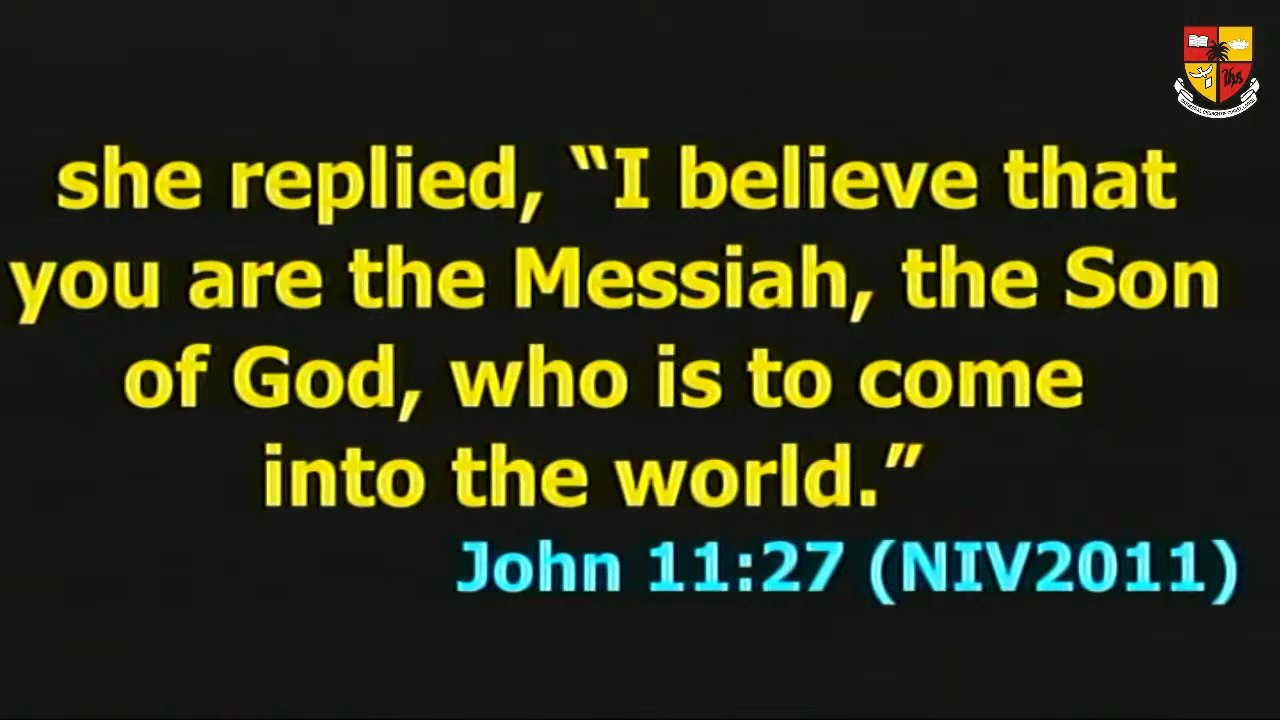 she replied, “I believe that
you are the Messiah, the Son
of God, who is to come
into the world.”
John 11:27 (NIV2011)